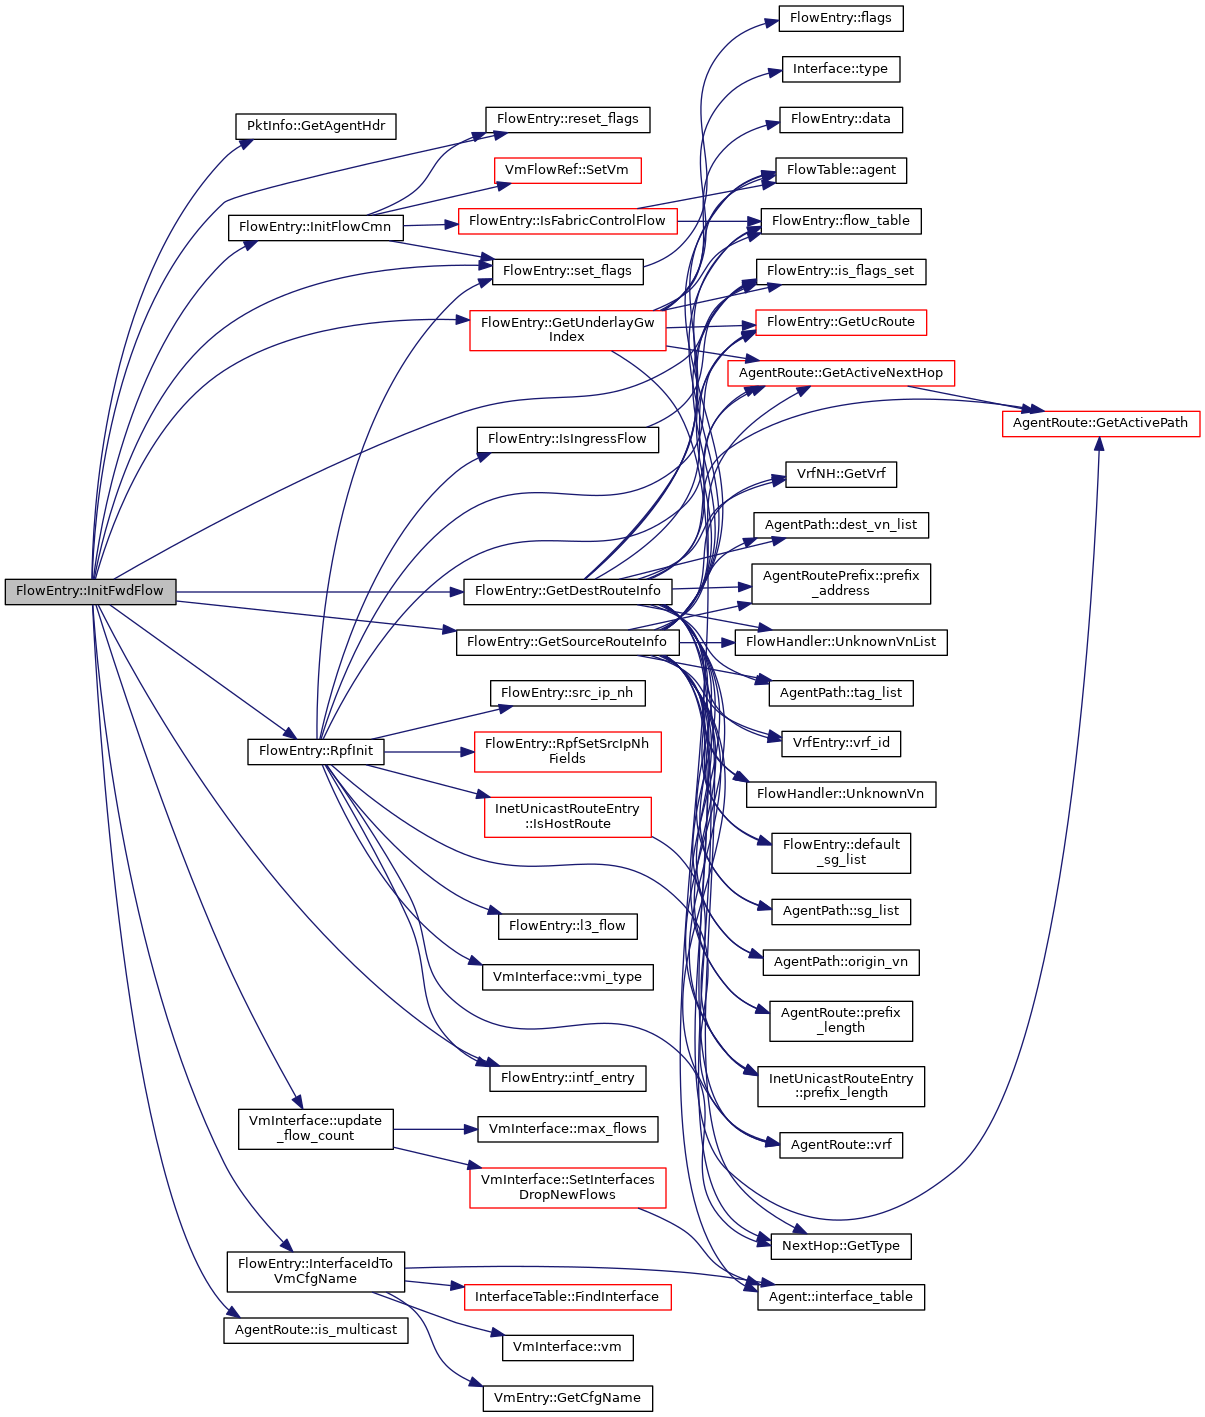 FlowEntry::flags
Interface::type
FlowEntry::data
PktInfo::GetAgentHdr
FlowEntry::reset_flags
VmFlowRef::SetVm
FlowTable::agent
FlowEntry::InitFlowCmn
FlowEntry::IsFabricControlFlow
FlowEntry::flow_table
FlowEntry::set_flags
FlowEntry::is_flags_set
FlowEntry::GetUnderlayGw
Index
FlowEntry::GetUcRoute
AgentRoute::GetActiveNextHop
AgentRoute::GetActivePath
FlowEntry::IsIngressFlow
VrfNH::GetVrf
AgentPath::dest_vn_list
FlowEntry::InitFwdFlow
FlowEntry::GetDestRouteInfo
AgentRoutePrefix::prefix
_address
FlowEntry::GetSourceRouteInfo
FlowHandler::UnknownVnList
FlowEntry::src_ip_nh
AgentPath::tag_list
FlowEntry::RpfInit
FlowEntry::RpfSetSrcIpNh
Fields
VrfEntry::vrf_id
InetUnicastRouteEntry
::IsHostRoute
FlowHandler::UnknownVn
FlowEntry::default
_sg_list
FlowEntry::l3_flow
AgentPath::sg_list
VmInterface::vmi_type
AgentPath::origin_vn
AgentRoute::prefix
_length
FlowEntry::intf_entry
InetUnicastRouteEntry
::prefix_length
VmInterface::update
_flow_count
VmInterface::max_flows
AgentRoute::vrf
VmInterface::SetInterfaces
DropNewFlows
NextHop::GetType
FlowEntry::InterfaceIdTo
VmCfgName
InterfaceTable::FindInterface
Agent::interface_table
AgentRoute::is_multicast
VmInterface::vm
VmEntry::GetCfgName